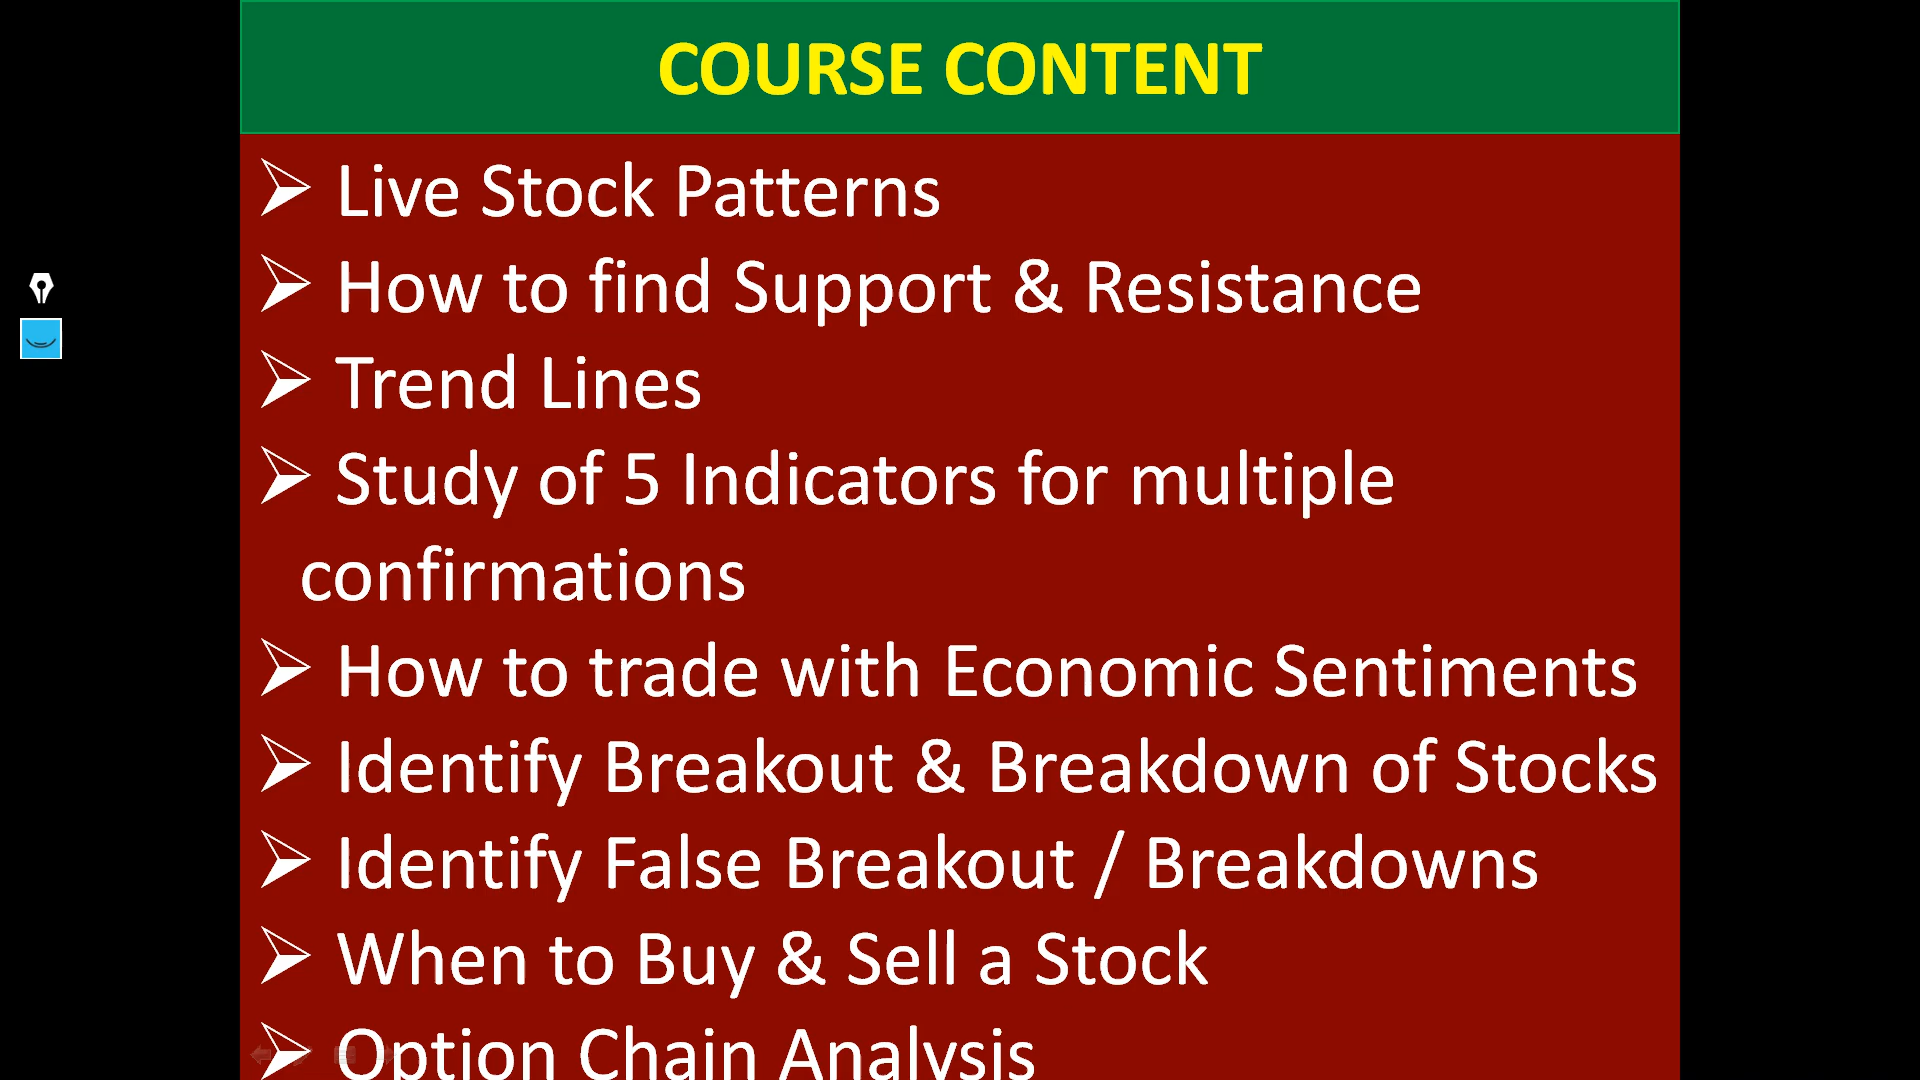 COURSE CONTENT
➢ Live Stock Patterns
➢ How to find Support & Resistance
➢ Trend Lines
➢ Study of 5 Indicators for multiple
confirmations
➢ How to trade with Economic Sentiments
➢ Identify Breakout & Breakdown of Stocks
➢ Identify False Breakout / Breakdowns
➢ When to Buy & Sell a Stock
➢ Option Chain Analysis